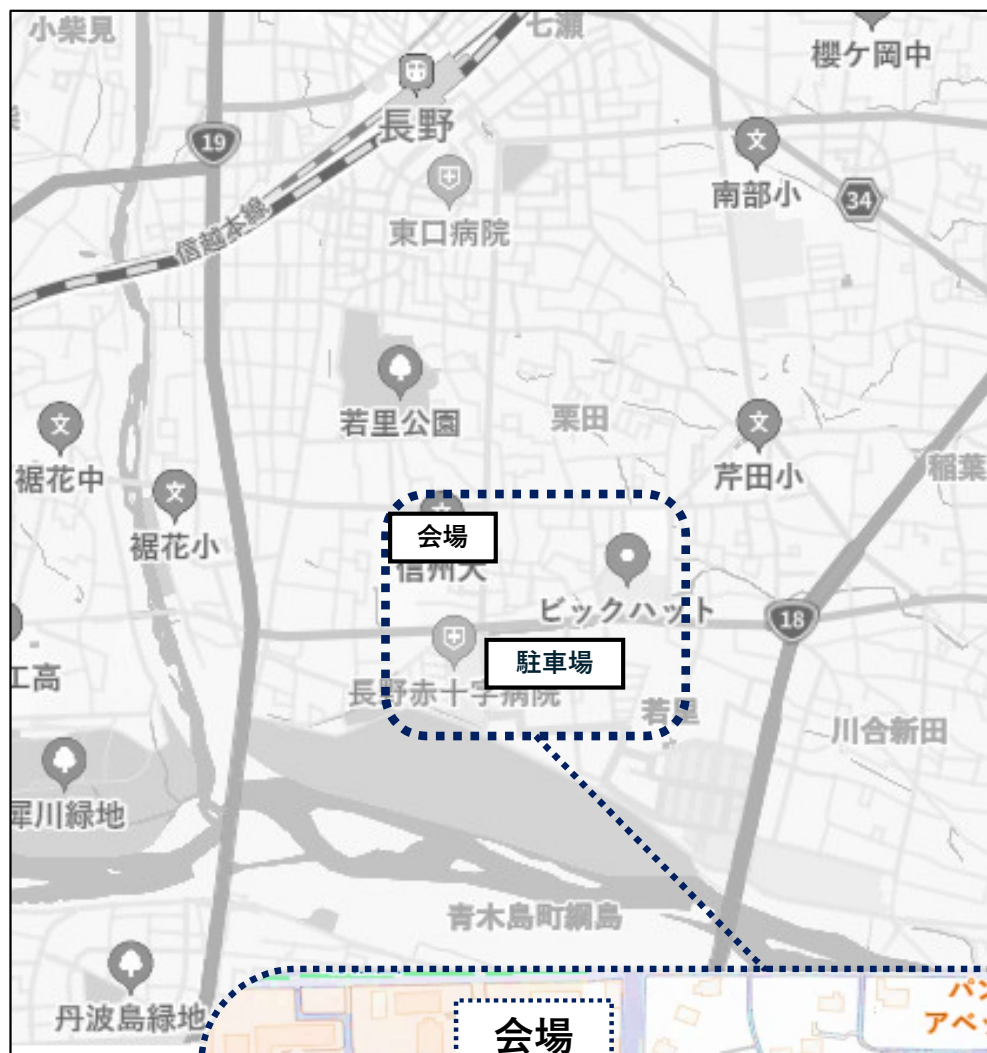 小柴見
七瀬
櫻ケ岡中
19
長野
南部小
34
東口病院
信越本線
若里公園
栗田
裾花中
芹田小
稲葉
裾花小
会場
信州大
ビックハット
18
工高
駐車場
長野赤十字病院
若里
川合新田
犀川緑地
青木島町綱島
丹波島緑地
会場
パン
アベッ